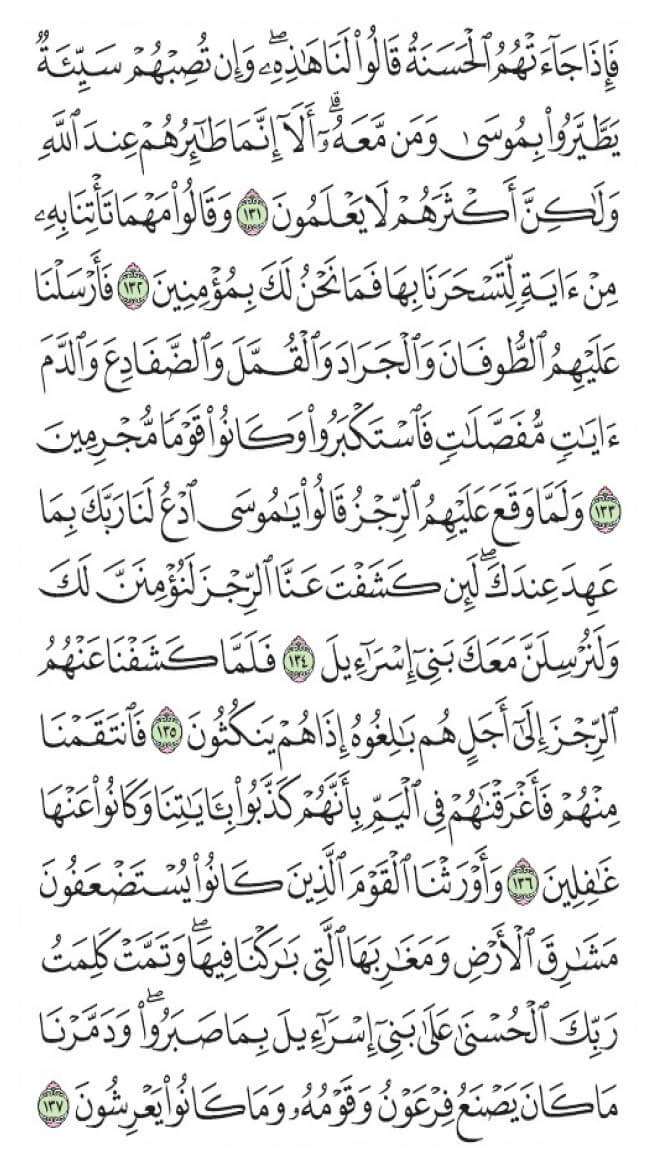 فَإِذَا جَآءَتْهُمُ ٱلْحَسَنَةُ قَالُوا۟ لَنَا هَٰذِهِۦۖ وَإِن تُصِبْهُمْ سَيِّئَةٌۭ
يَطَّيَّرُوا۟ بِمُوسَىٰ وَمَن مَّعَهُۥٓۗ أَلَآ إِنَّمَا طَٰٓئِرُهُمْ عِندَ ٱللَّهِ
وَلَٰكِنَّ أَكْثَرَهُمْ لَا يَعْلَمُونَ ١٣١ وَقَالُوا۟ مَهْمَا تَأْتِنَا بِهِۦ
مِنْ ءَايَةٍۢ لِّتَسْحَرَنَا بِهَا فَمَا نَحْنُ لَكَ بِمُؤْمِنِينَ ١٣٢ فَأَرْسَلْنَا
عَلَيْهِمُ ٱلطُّوفَانَ وَٱلْجَرَادَ وَٱلْقُمَّلَ وَٱلضَّفَادِعَ وَٱلدَّمَ
ءَايَٰتٍۢ مُّفَصَّلَٰتٍۢ فَٱسْتَكْبَرُوا۟ وَكَانُوا۟ قَوْمًۭا مُّجْرِمِينَ
١٣٣ وَلَمَّا وَقَعَ عَلَيْهِمُ ٱلرِّجْزُ قَالُوا۟ يَٰمُوسَى ٱدْعُ لَنَا رَبَّكَ بِمَا
عَهِدَ عِندَكَۖ لَئِن كَشَفْتَ عَنَّا ٱلرِّجْزَ لَنُؤْمِنَنَّ لَكَ
وَلَنُرْسِلَنَّ مَعَكَ بَنِىٓ إِسْرَٰٓءِيلَ ١٣٤ فَلَمَّا كَشَفْنَا عَنْهُمُ
ٱلرِّجْزَ إِلَىٰٓ أَجَلٍ هُم بَٰلِغُوهُ إِذَا هُمْ يَنكُثُونَ ١٣٥ فَٱنتَقَمْنَا
مِنْهُمْ فَأَغْرَقْنَٰهُمْ فِى ٱلْيَمِّ بِأَنَّهُمْ كَذَّبُوا۟ بِـَٔايَٰتِنَا وَكَانُوا۟ عَنْهَا
غَٰفِلِينَ ١٣٦ وَأَوْرَثْنَا ٱلْقَوْمَ ٱلَّذِينَ كَانُوا۟ يُسْتَضْعَفُونَ
مَشَٰرِقَ ٱلْأَرْضِ وَمَغَٰرِبَهَا ٱلَّتِى بَٰرَكْنَا فِيهَاۖ وَتَمَّتْ كَلِمَتُ
رَبِّكَ ٱلْحُسْنَىٰ عَلَىٰ بَنِىٓ إِسْرَٰٓءِيلَ بِمَا صَبَرُوا۟ۖ وَدَمَّرْنَا
مَا كَانَ يَصْنَعُ فِرْعَوْنُ وَقَوْمُهُۥ وَمَا كَانُوا۟ يَعْرِشُونَ ١٣٧